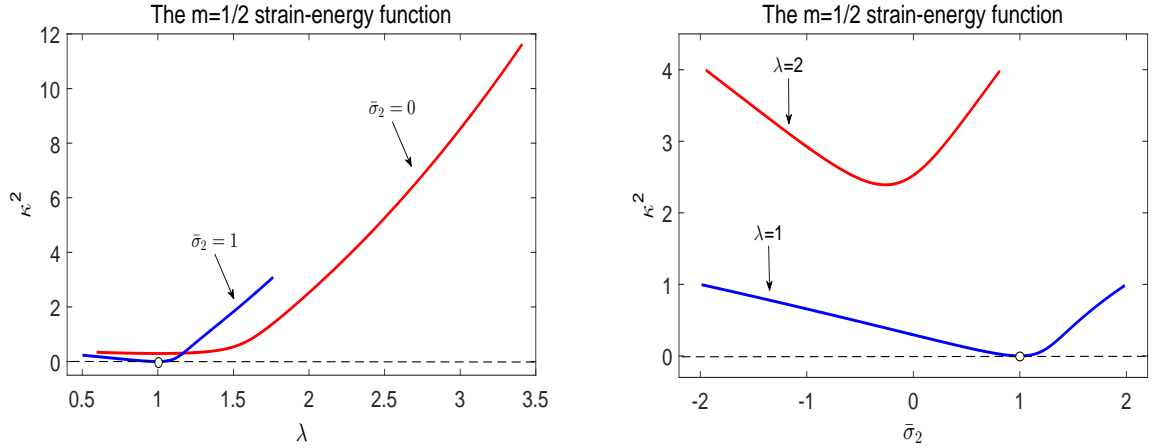 The m=1/2 strain-energy function
12
10
8
6
4
2
0
κ²
σ̄₂ = 0
σ̄₂ = 1
0.5 1 1.5 2 2.5 3 3.5
λ
The m=1/2 strain-energy function
4
3
2
1
0
κ²
λ=2
λ=1
-2 -1 0 1 2
σ̄₂